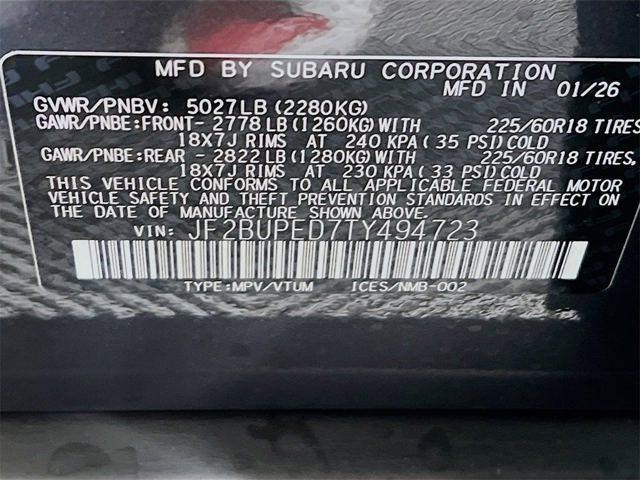 MFD BY SUBARU CORPORATION
MFD IN 01/26
GVWR/PNBV: 5027LB(2280KG)
GAWR/PNBE:FRONT- 2778LB(1260KG)WITH 225/60R18 TIRES,
18X7J RIMS AT 240 KPA(35 PSI)COLD
GAWR/PNBE:REAR - 2822LB(1280KG)WITH 225/60R18 TIRES,
18X7J RIMS AT 230 KPA(33 PSI)COLD
THIS VEHICLE CONFORMS TO ALL APPLICABLE FEDERAL MOTOR
VEHICLE SAFETY, BUMPER, AND THEFT PREVENTION STANDARDS IN EFFECT ON
THE DATE OF MANUFACTURE SHOWN ABOVE.
VIN: JF2BUPED7TY494723
TYPE:MPV/VTUM ICES/NMB-002